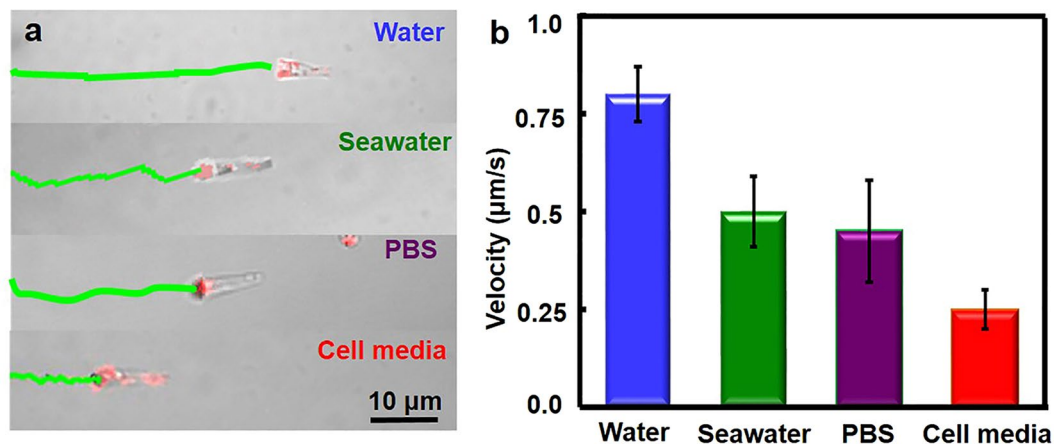 a
Water
Seawater
PBS
Cell media
10 μm
b
Velocity (μm/s)
1.0
0.75
0.5
0.25
0.0
Water
Seawater
PBS
Cell media